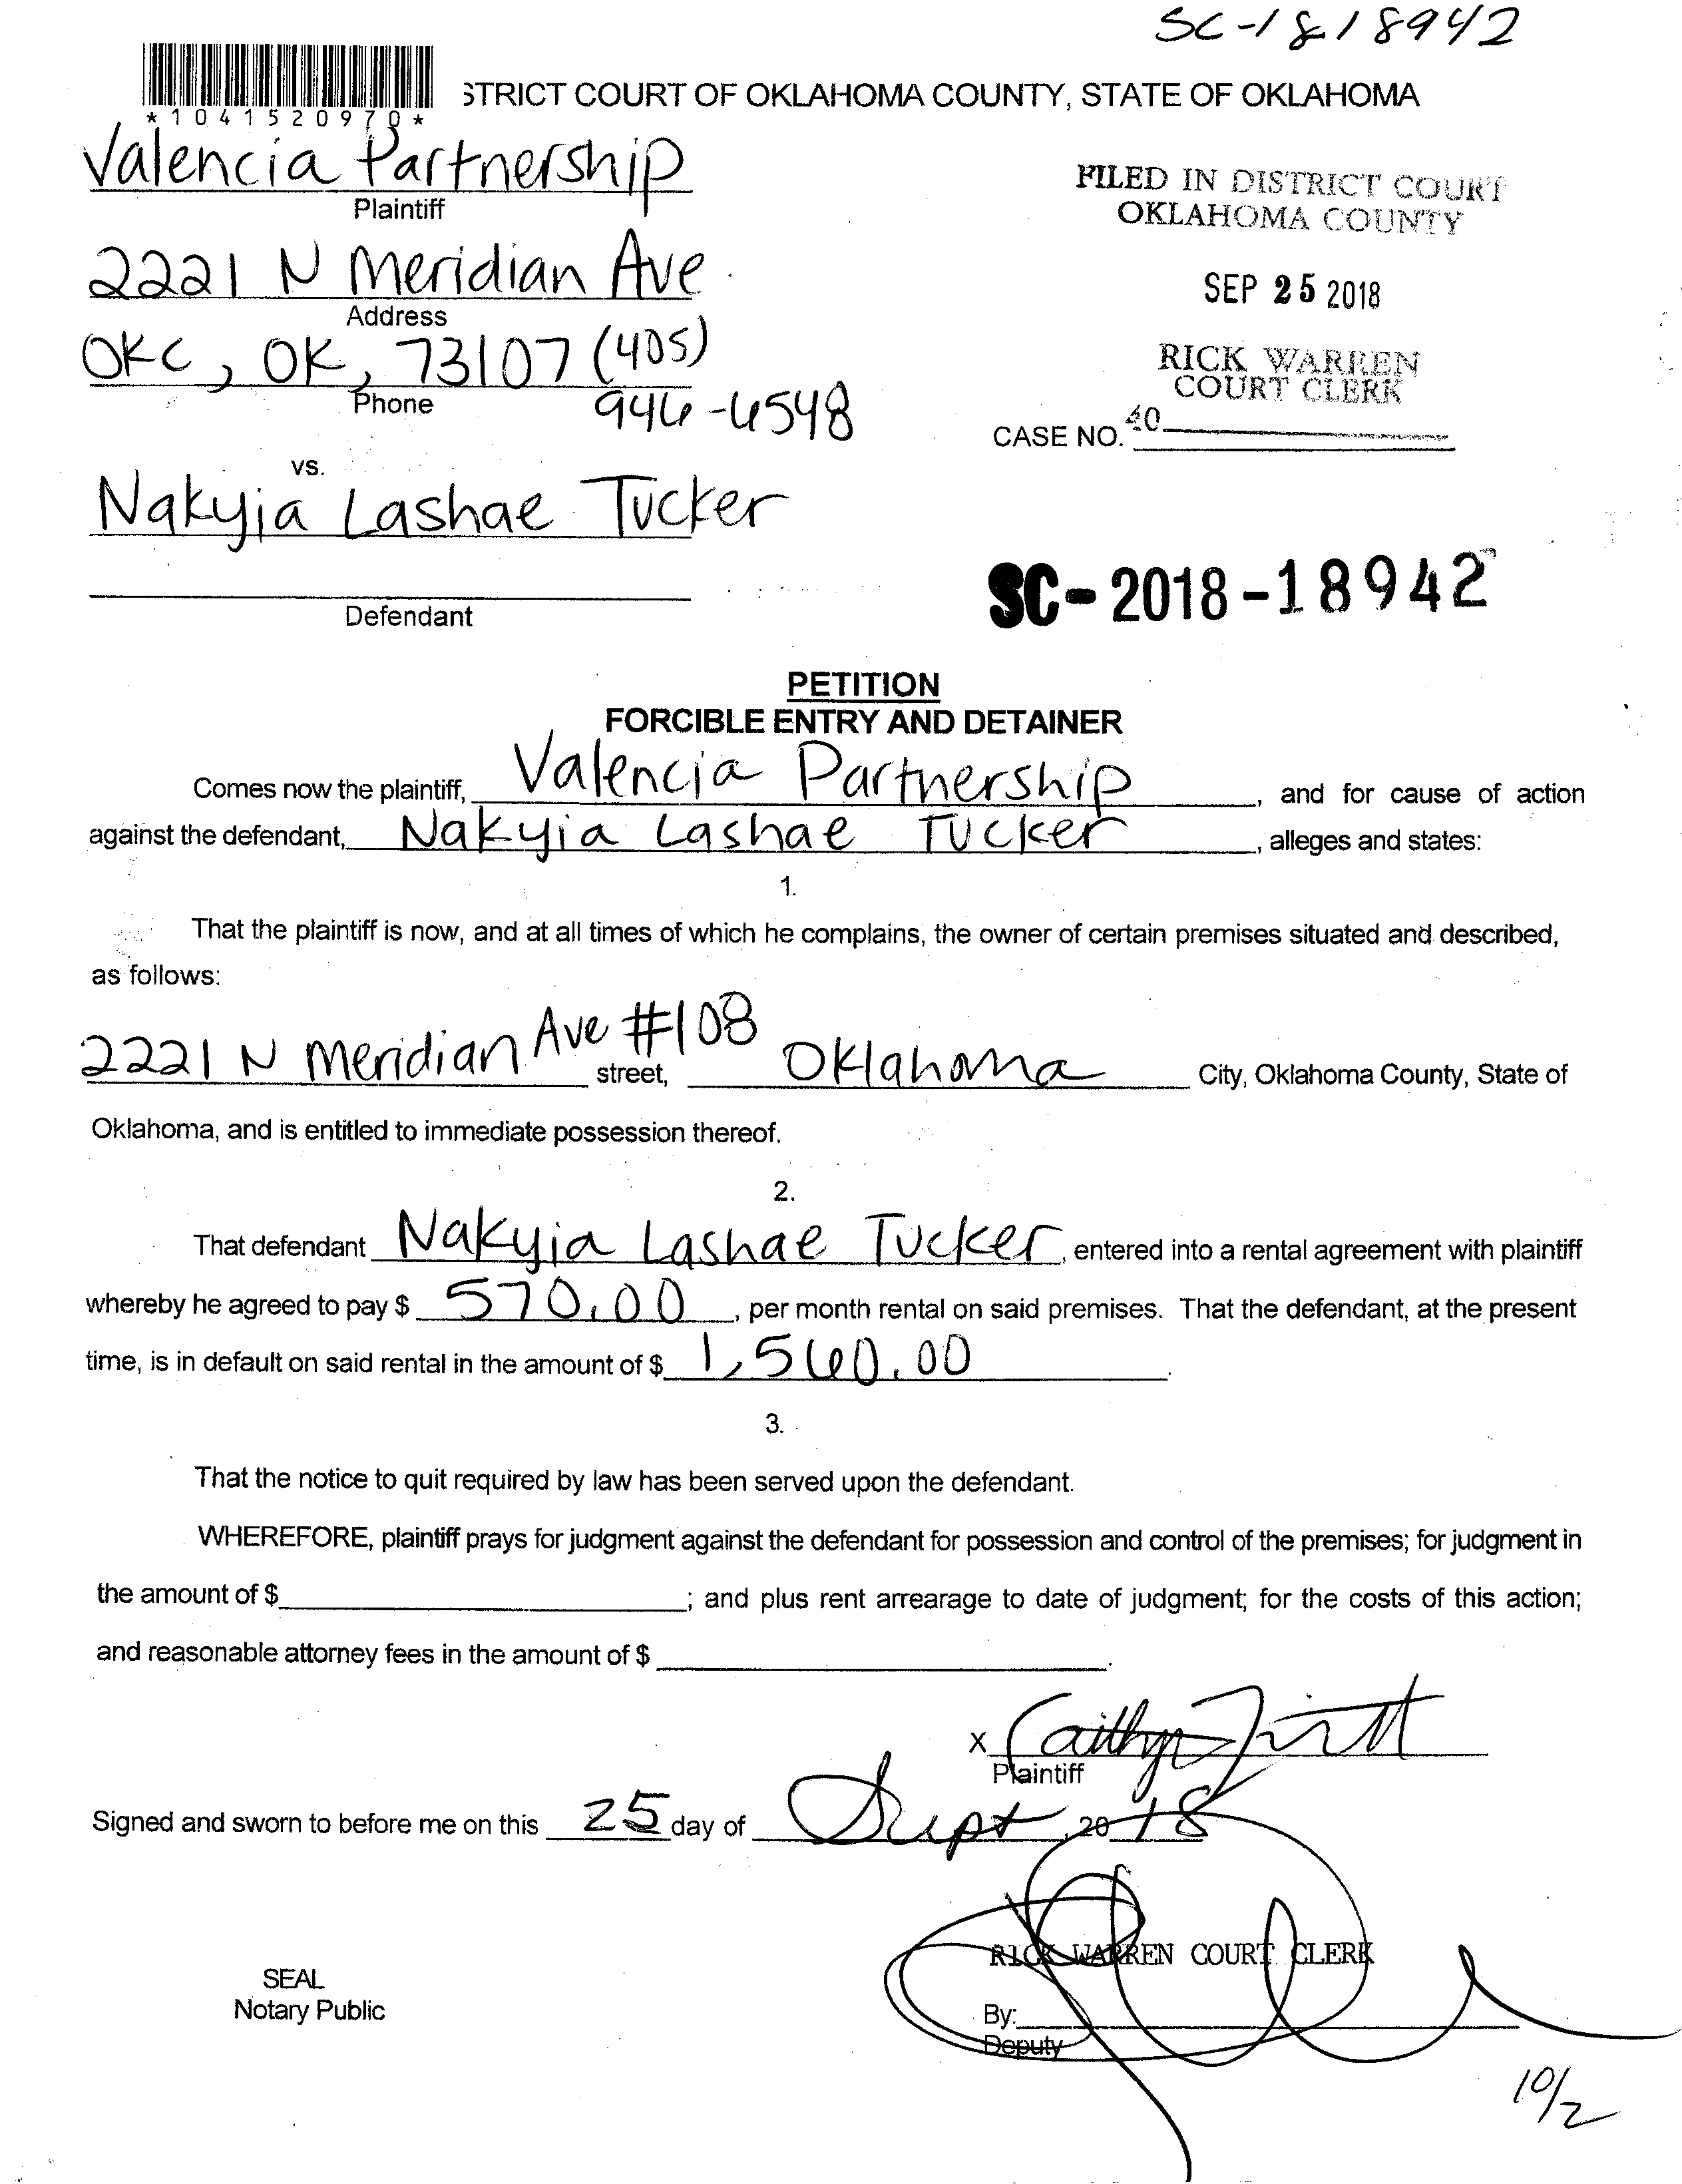 SC-18 18942
STRICT COURT OF OKLAHOMA COUNTY, STATE OF OKLAHOMA
*1041520970*
Valencia Partnership
Plaintiff
FILED IN DISTRICT COURT
OKLAHOMA COUNTY
2221 N Meridian Ave
Address
SEP 25 2018
OKC, OK, 73107 (405)
Phone
946-6548
RICK WARREN
COURT CLERK
40
CASE NO.
vs.
Nakyia Lashae Tucker
Defendant
SC-2018-18942
PETITION
FORCIBLE ENTRY AND DETAINER
Comes now the plaintiff, Valencia Partnership, and for cause of action
against the defendant, Nakyia Lashae Tucker, alleges and states:
1.
That the plaintiff is now, and at all times of which he complains, the owner of certain premises situated and described,
as follows:
2221 N Meridian Ave #108 street, Oklahoma City, Oklahoma County, State of
Oklahoma, and is entitled to immediate possession thereof.
2.
That defendant Nakyia Lashae Tucker, entered into a rental agreement with plaintiff
whereby he agreed to pay $ 570.00, per month rental on said premises. That the defendant, at the present
time, is in default on said rental in the amount of $ 1,560.00.
3.
That the notice to quit required by law has been served upon the defendant.
WHEREFORE, plaintiff prays for judgment against the defendant for possession and control of the premises; for judgment in
the amount of $ ; and plus rent arrearage to date of judgment; for the costs of this action;
and reasonable attorney fees in the amount of $ .
X
Plaintiff
Signed and sworn to before me on this 25 day of Sept, 2018
RICK WARREN COURT CLERK
SEAL
Notary Public
By:
Deputy
10/2